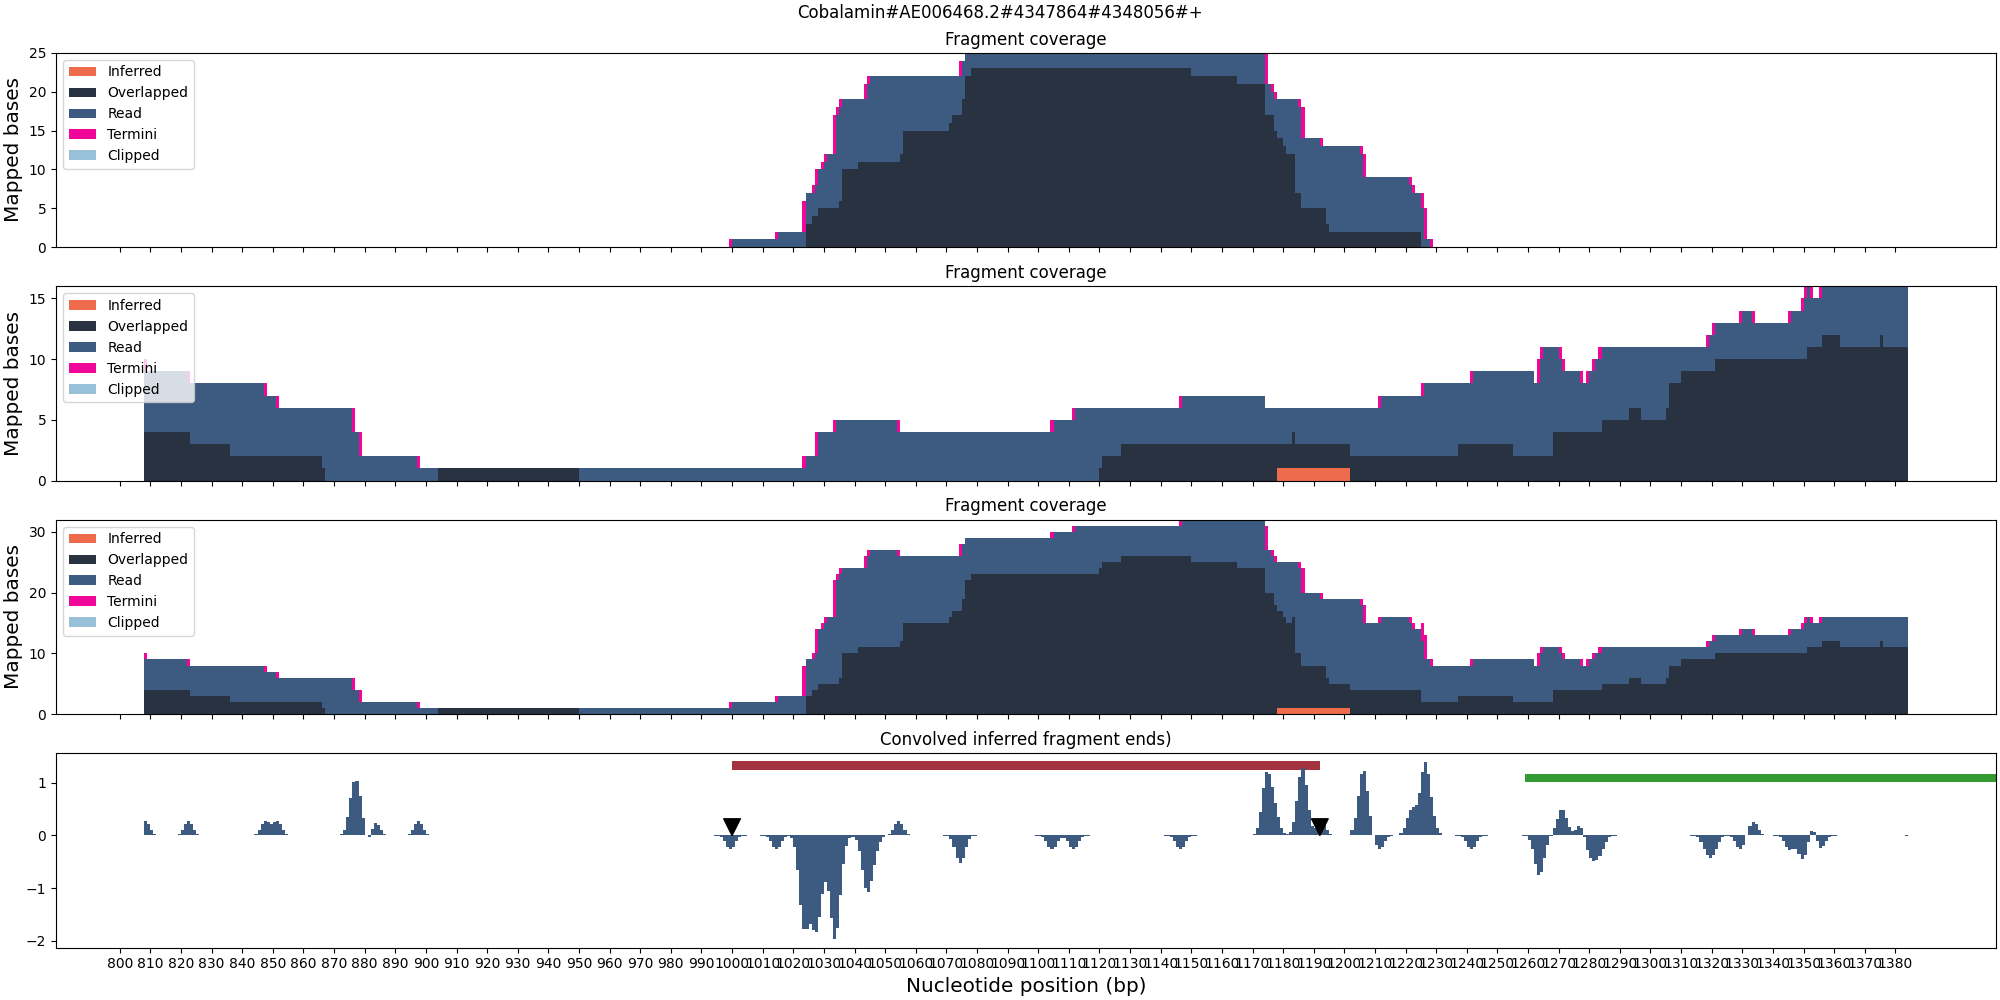 Cobalamin#AE006468.2#4347864#4348056#+
Fragment coverage
25
20
15
10
5
0
Mapped bases
Inferred
Overlapped
Read
Termini
Clipped
Fragment coverage
15
10
5
0
Mapped bases
Inferred
Overlapped
Read
Termini
Clipped
Fragment coverage
30
20
10
0
Mapped bases
Inferred
Overlapped
Read
Termini
Clipped
Convolved inferred fragment ends)
1
0
−1
−2
800 810 820 830 840 850 860 870 880 890 900 910 920 930 940 950 960 970 980 990 1000 1010 1020 1030 1040 1050 1060 1070 1080 1090 1100 1110 1120 1130 1140 1150 1160 1170 1180 1190 1200 1210 1220 1230 1240 1250 1260 1270 1280 1290 1300 1310 1320 1330 1340 1350 1360 1370 1380
Nucleotide position (bp)